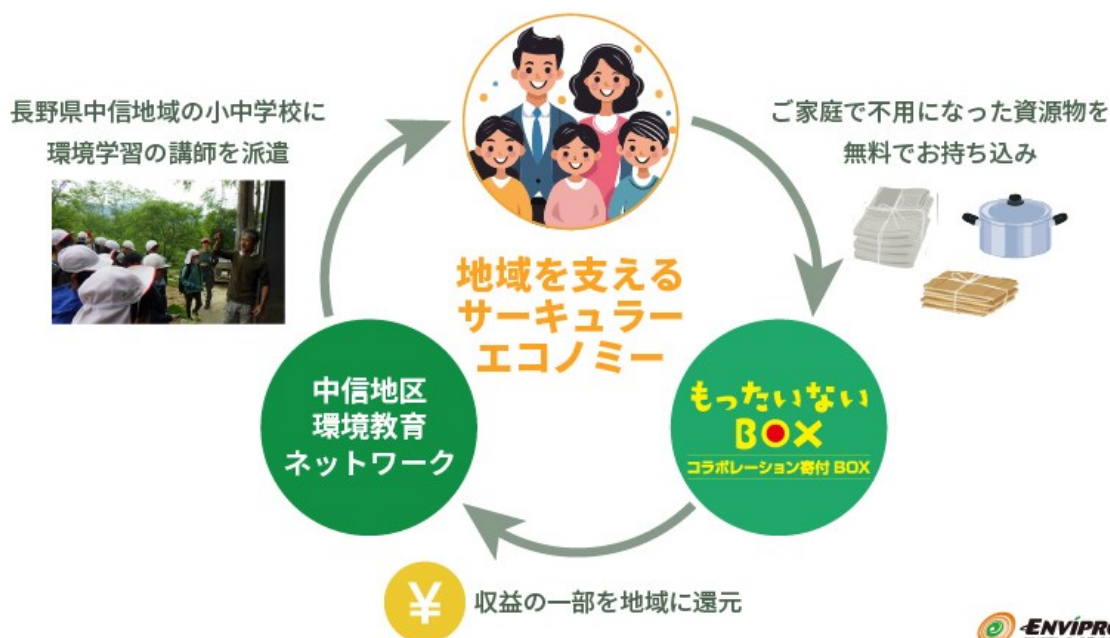 長野県中信地域の小中学校に
環境学習の講師を派遣
ご家庭で不用になった資源物を
無料でお持ち込み
地域を支える
サーキュラー
エコノミー
中信地区
環境教育
ネットワーク
もったいない
BOX
コラボレーション寄付 BOX
¥
収益の一部を地域に還元
ENVIPRO